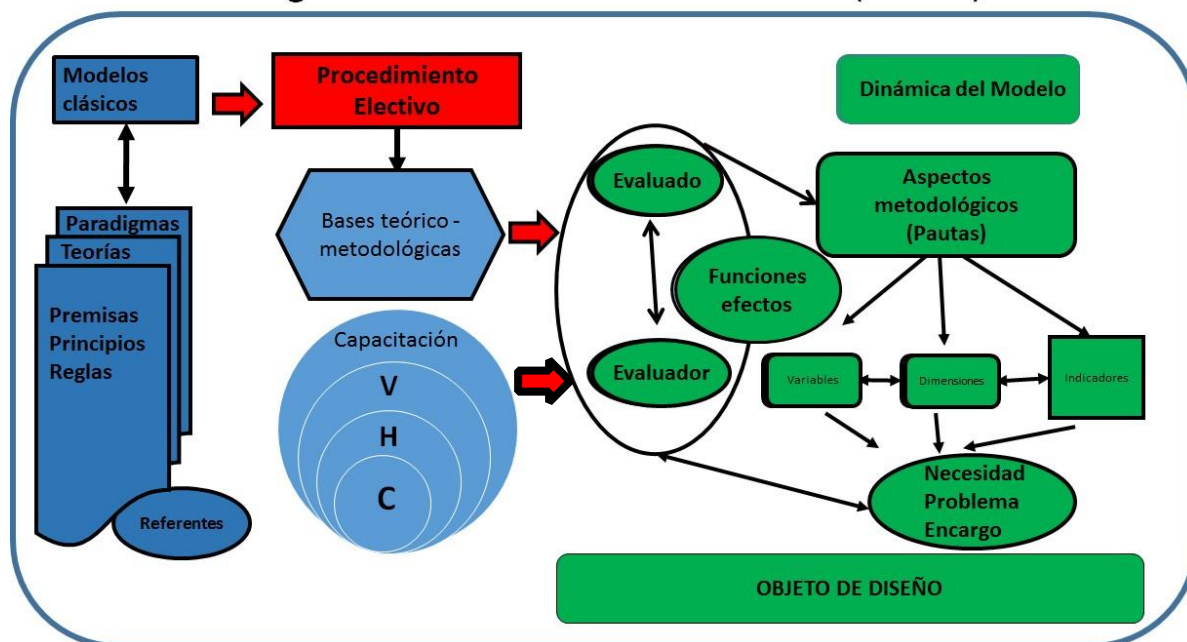 Modelos
clásicos
Procedimiento
Electivo
Dinámica del Modelo
Paradigmas
Teorías
Premisas
Principios
Reglas
Referentes
Bases teórico -
metodológicas
Capacitación
V
H
C
Evaluado
Funciones
efectos
Evaluador
Aspectos
metodológicos
(Pautas)
Variables
Dimensiones
Indicadores
Necesidad
Problema
Encargo
OBJETO DE DISEÑO